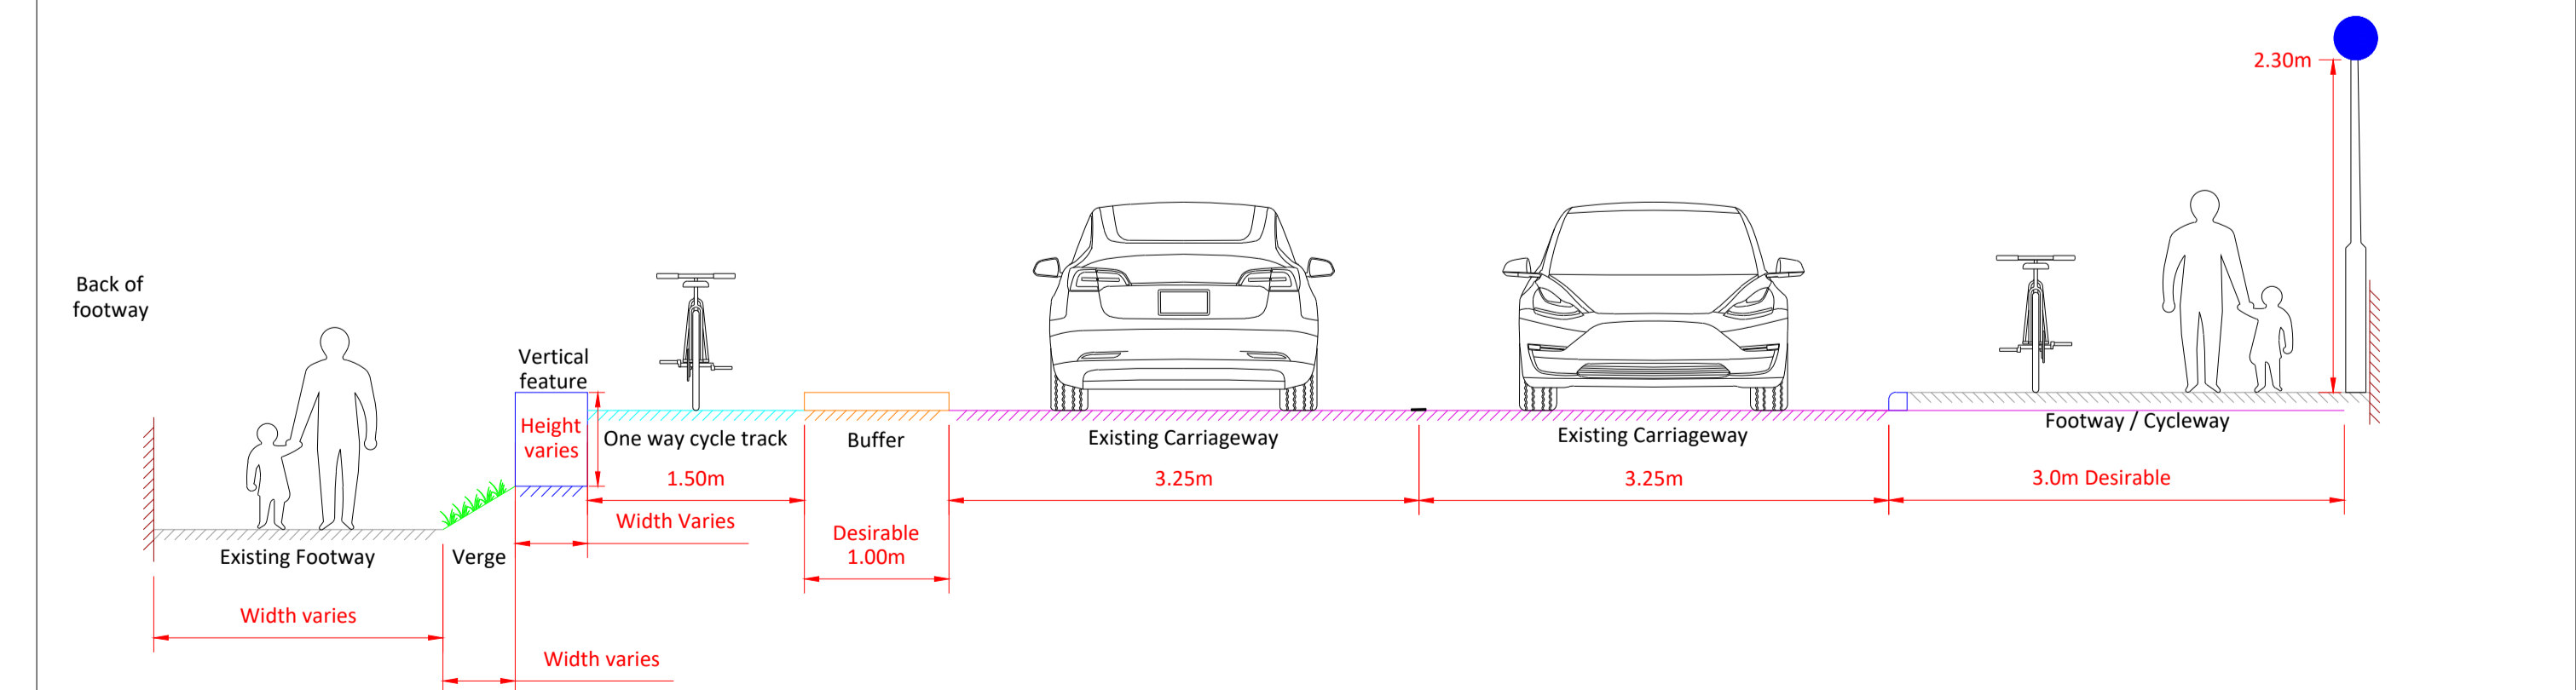 2.30m
Back of
footway
Vertical
feature
Height
varies
One way cycle track
Buffer
Existing Carriageway
Existing Carriageway
Footway / Cycleway
1.50m
3.25m
3.25m
3.0m Desirable
Width Varies
Desirable
1.00m
Existing Footway
Verge
Width varies
Width varies